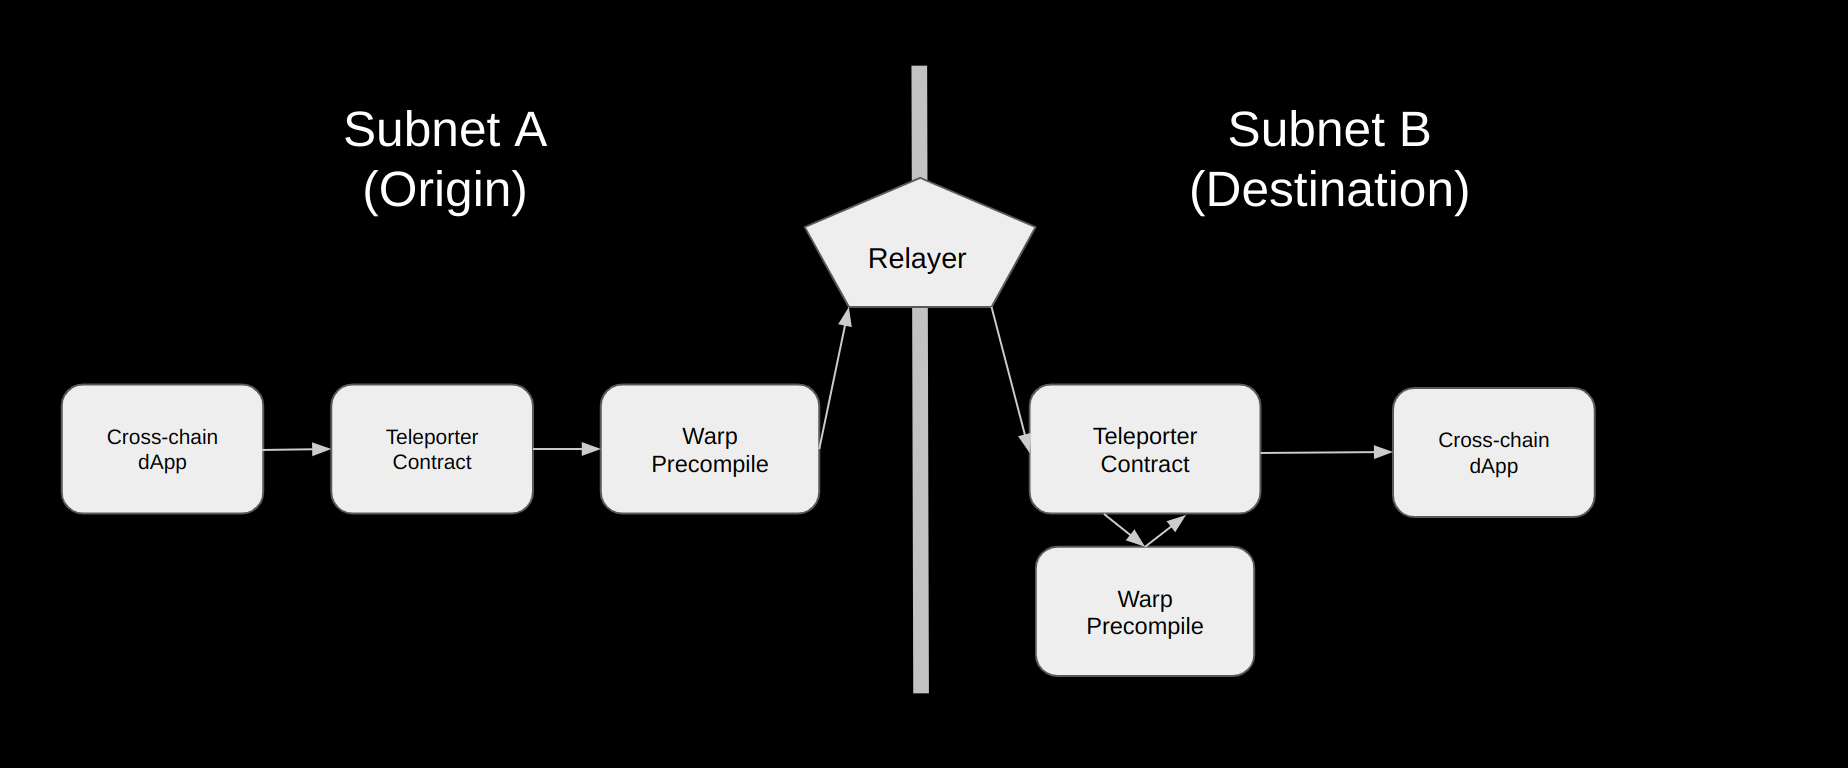 Subnet A
(Origin)
Subnet B
(Destination)
Relayer
Cross-chain
dApp
Teleporter
Contract
Warp
Precompile
Teleporter
Contract
Cross-chain
dApp
Warp
Precompile